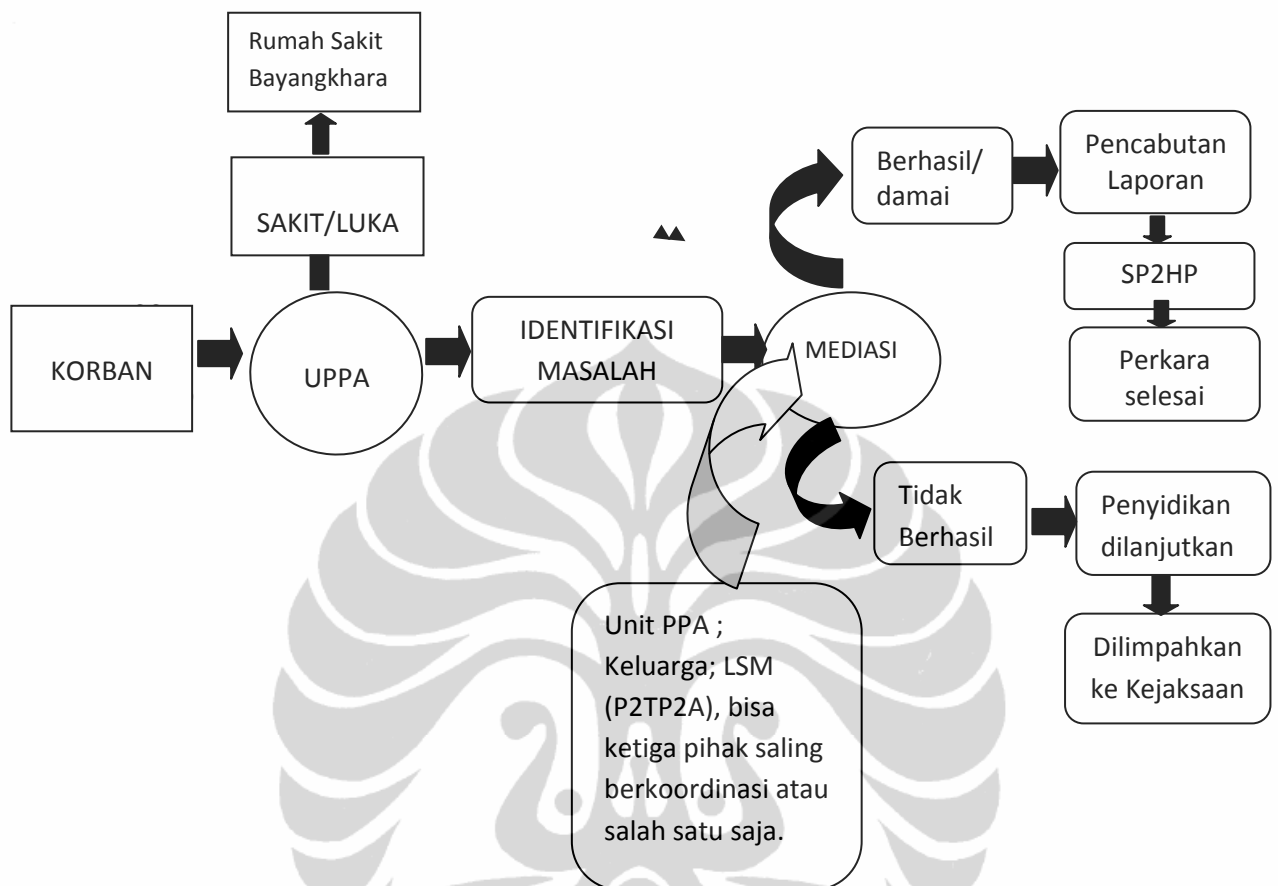 Rumah Sakit
Bayangkhara
SAKIT/LUKA
KORBAN
UPPA
IDENTIFIKASI
MASALAH
MEDIASI
Berhasil/
damai
Pencabutan
Laporan
SP2HP
Perkara
selesai
Tidak
Berhasil
Penyidikan
dilanjutkan
Dilimpahkan
ke Kejaksaan
Unit PPA ;
Keluarga; LSM
(P2TP2A), bisa
ketiga pihak saling
berkoordinasi atau
salah satu saja.